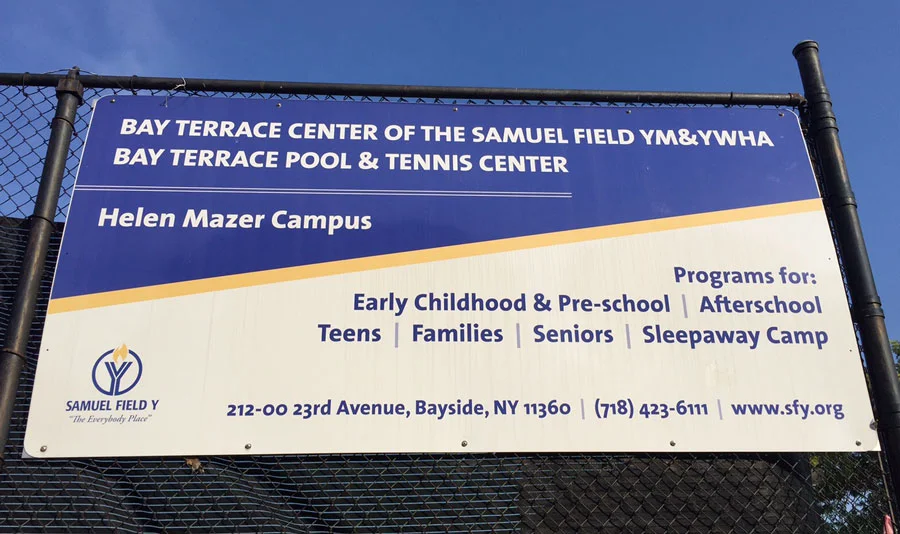 BAY TERRACE CENTER OF THE SAMUEL FIELD YM&YWHA
BAY TERRACE POOL & TENNIS CENTER
Helen Mazer Campus
Programs for:
Early Childhood & Pre-school | Afterschool
Teens | Families | Seniors | Sleepaway Camp
Y
SAMUEL FIELD Y
"The Everybody Place"
212-00 23rd Avenue, Bayside, NY 11360 | (718) 423-6111 | www.sfy.org